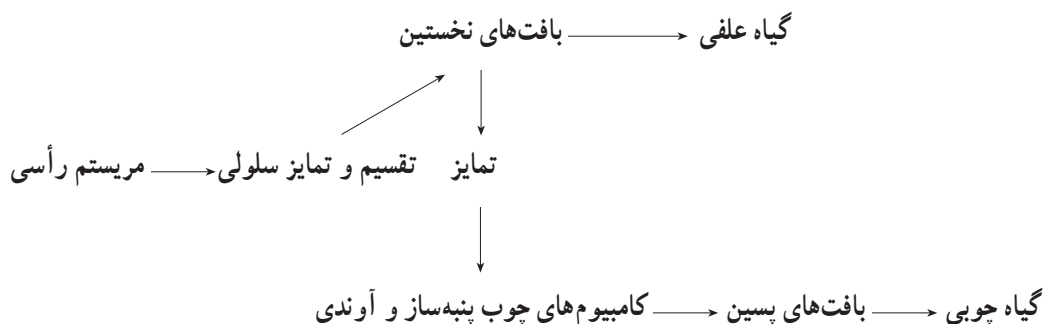 بافت‌های نخستین گیاه علفی
مریستم رأسی تقسیم و تمایز سلولی تمایز
کامبیوم‌های چوب پنبه‌ساز و آوندی بافت‌های پسین گیاه چوبی